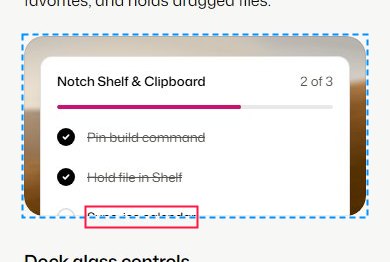 favorites, and holds dragged files.
Notch Shelf & Clipboard
2 of 3
Pin build command
Hold file in Shelf
Dock glass controls